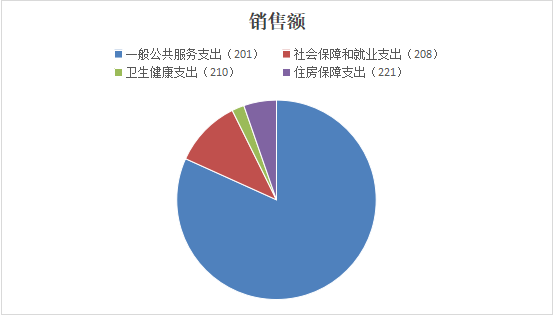 销售额
一般公共服务支出（201） 社会保障和就业支出（208）
卫生健康支出（210） 住房保障支出（221）